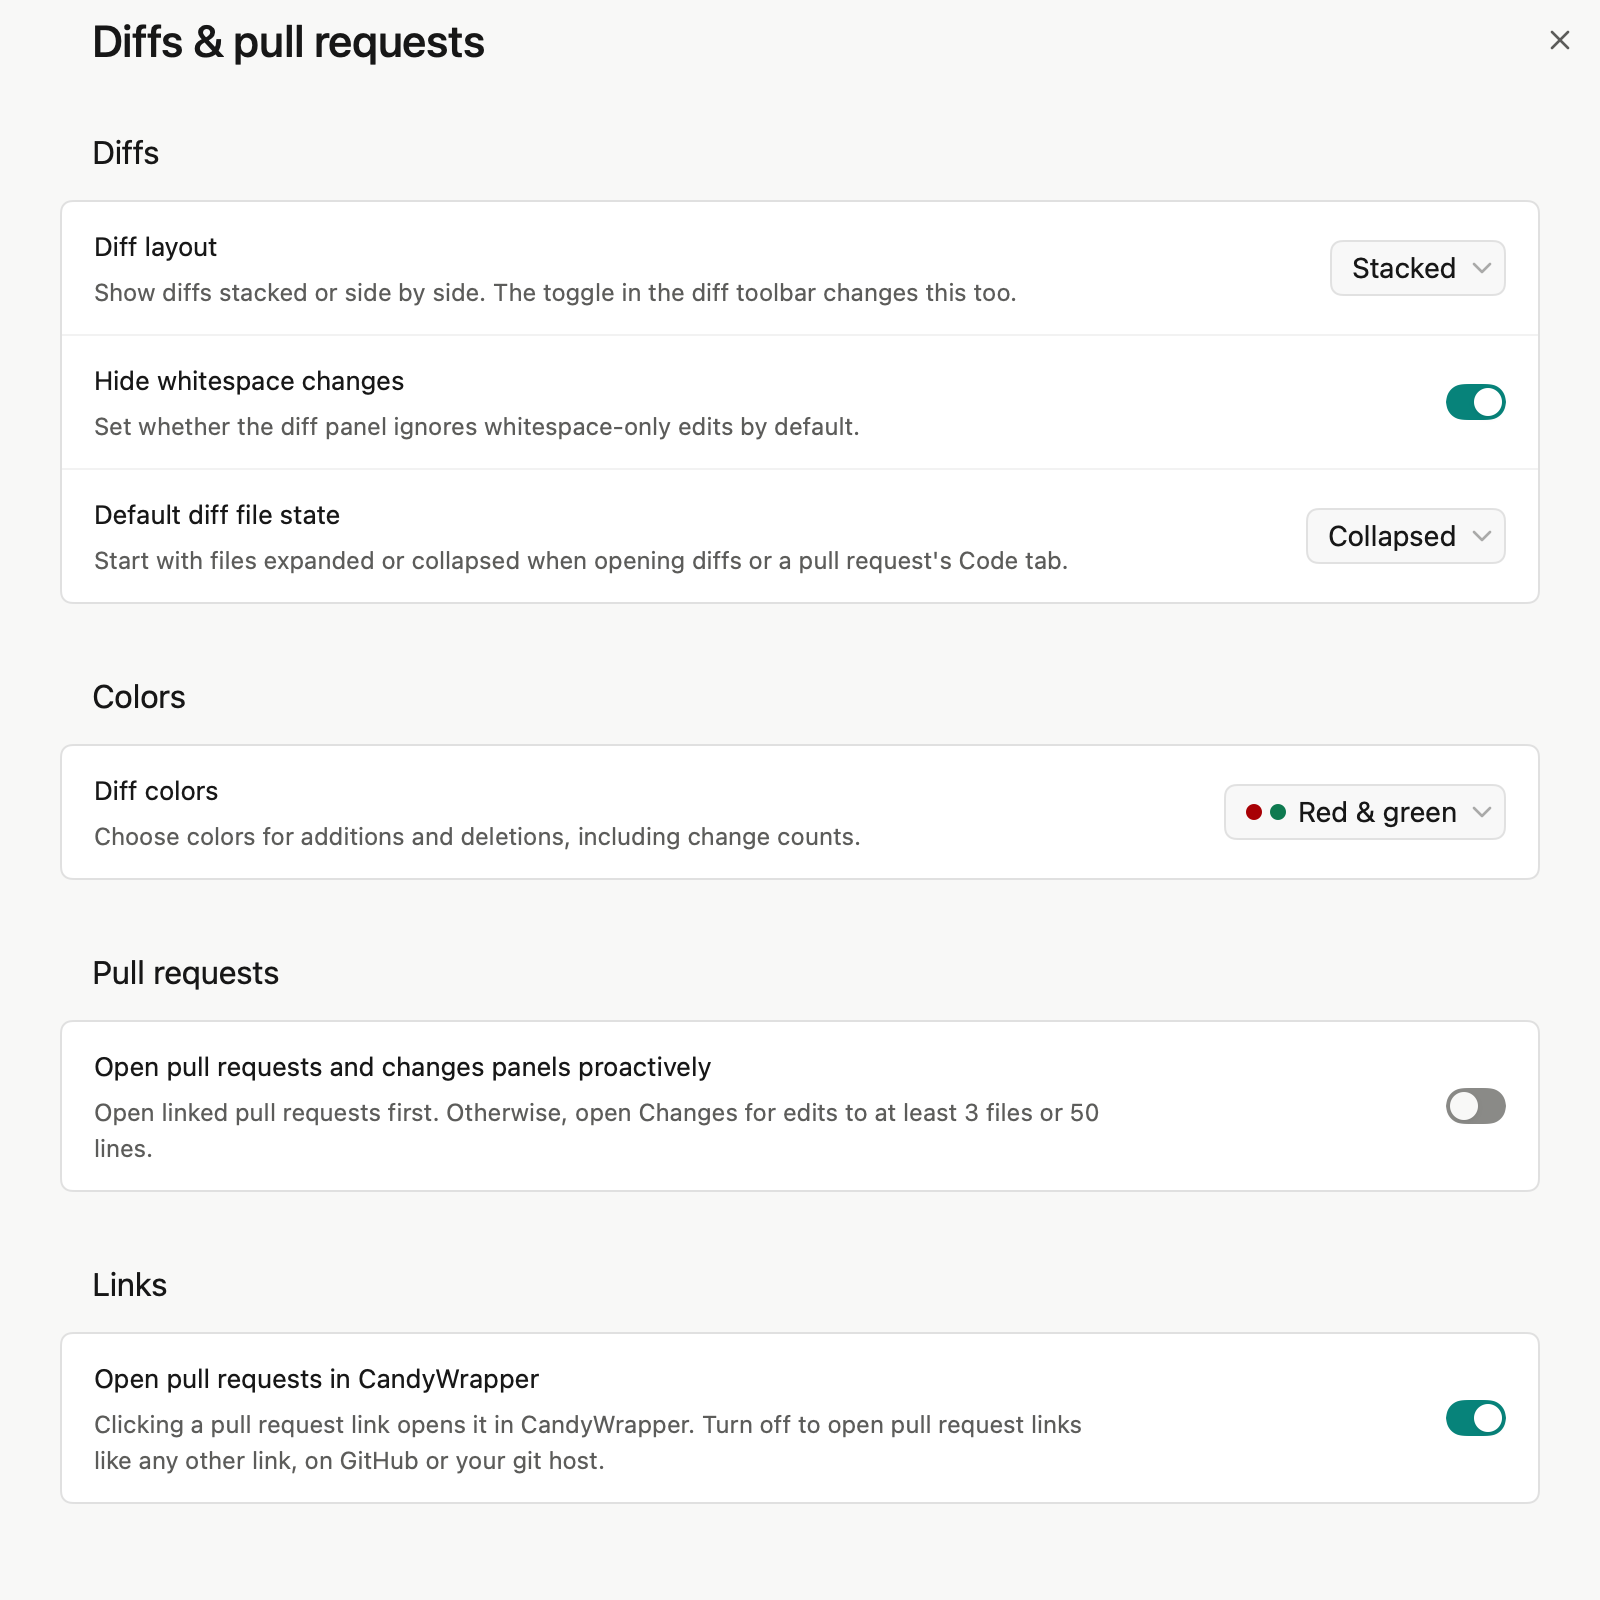 Diffs & pull requests
Diffs
Diff layout
Show diffs stacked or side by side. The toggle in the diff toolbar changes this too.
Stacked
Hide whitespace changes
Set whether the diff panel ignores whitespace-only edits by default.
Default diff file state
Start with files expanded or collapsed when opening diffs or a pull request's Code tab.
Collapsed
Colors
Diff colors
Choose colors for additions and deletions, including change counts.
Red & green
Pull requests
Open pull requests and changes panels proactively
Open linked pull requests first. Otherwise, open Changes for edits to at least 3 files or 50
lines.
Links
Open pull requests in CandyWrapper
Clicking a pull request link opens it in CandyWrapper. Turn off to open pull request links
like any other link, on GitHub or your git host.